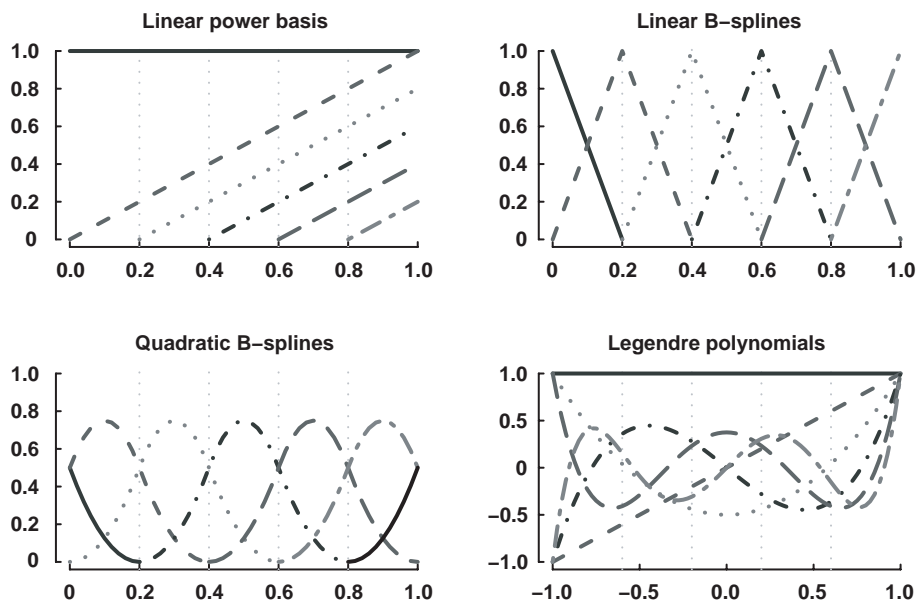 Linear power basis
1.0
0.8
0.6
0.4
0.2
0
0.0 0.2 0.4 0.6 0.8 1.0
Linear B–splines
1.0
0.8
0.6
0.4
0.2
0
0 0.2 0.4 0.6 0.8 1.0
Quadratic B–splines
1.0
0.8
0.6
0.4
0.2
0
0.0 0.2 0.4 0.6 0.8 1.0
Legendre polynomials
1.0
0.5
0
−0.5
−1.0
−1.0 −0.5 0.0 0.5 1.0